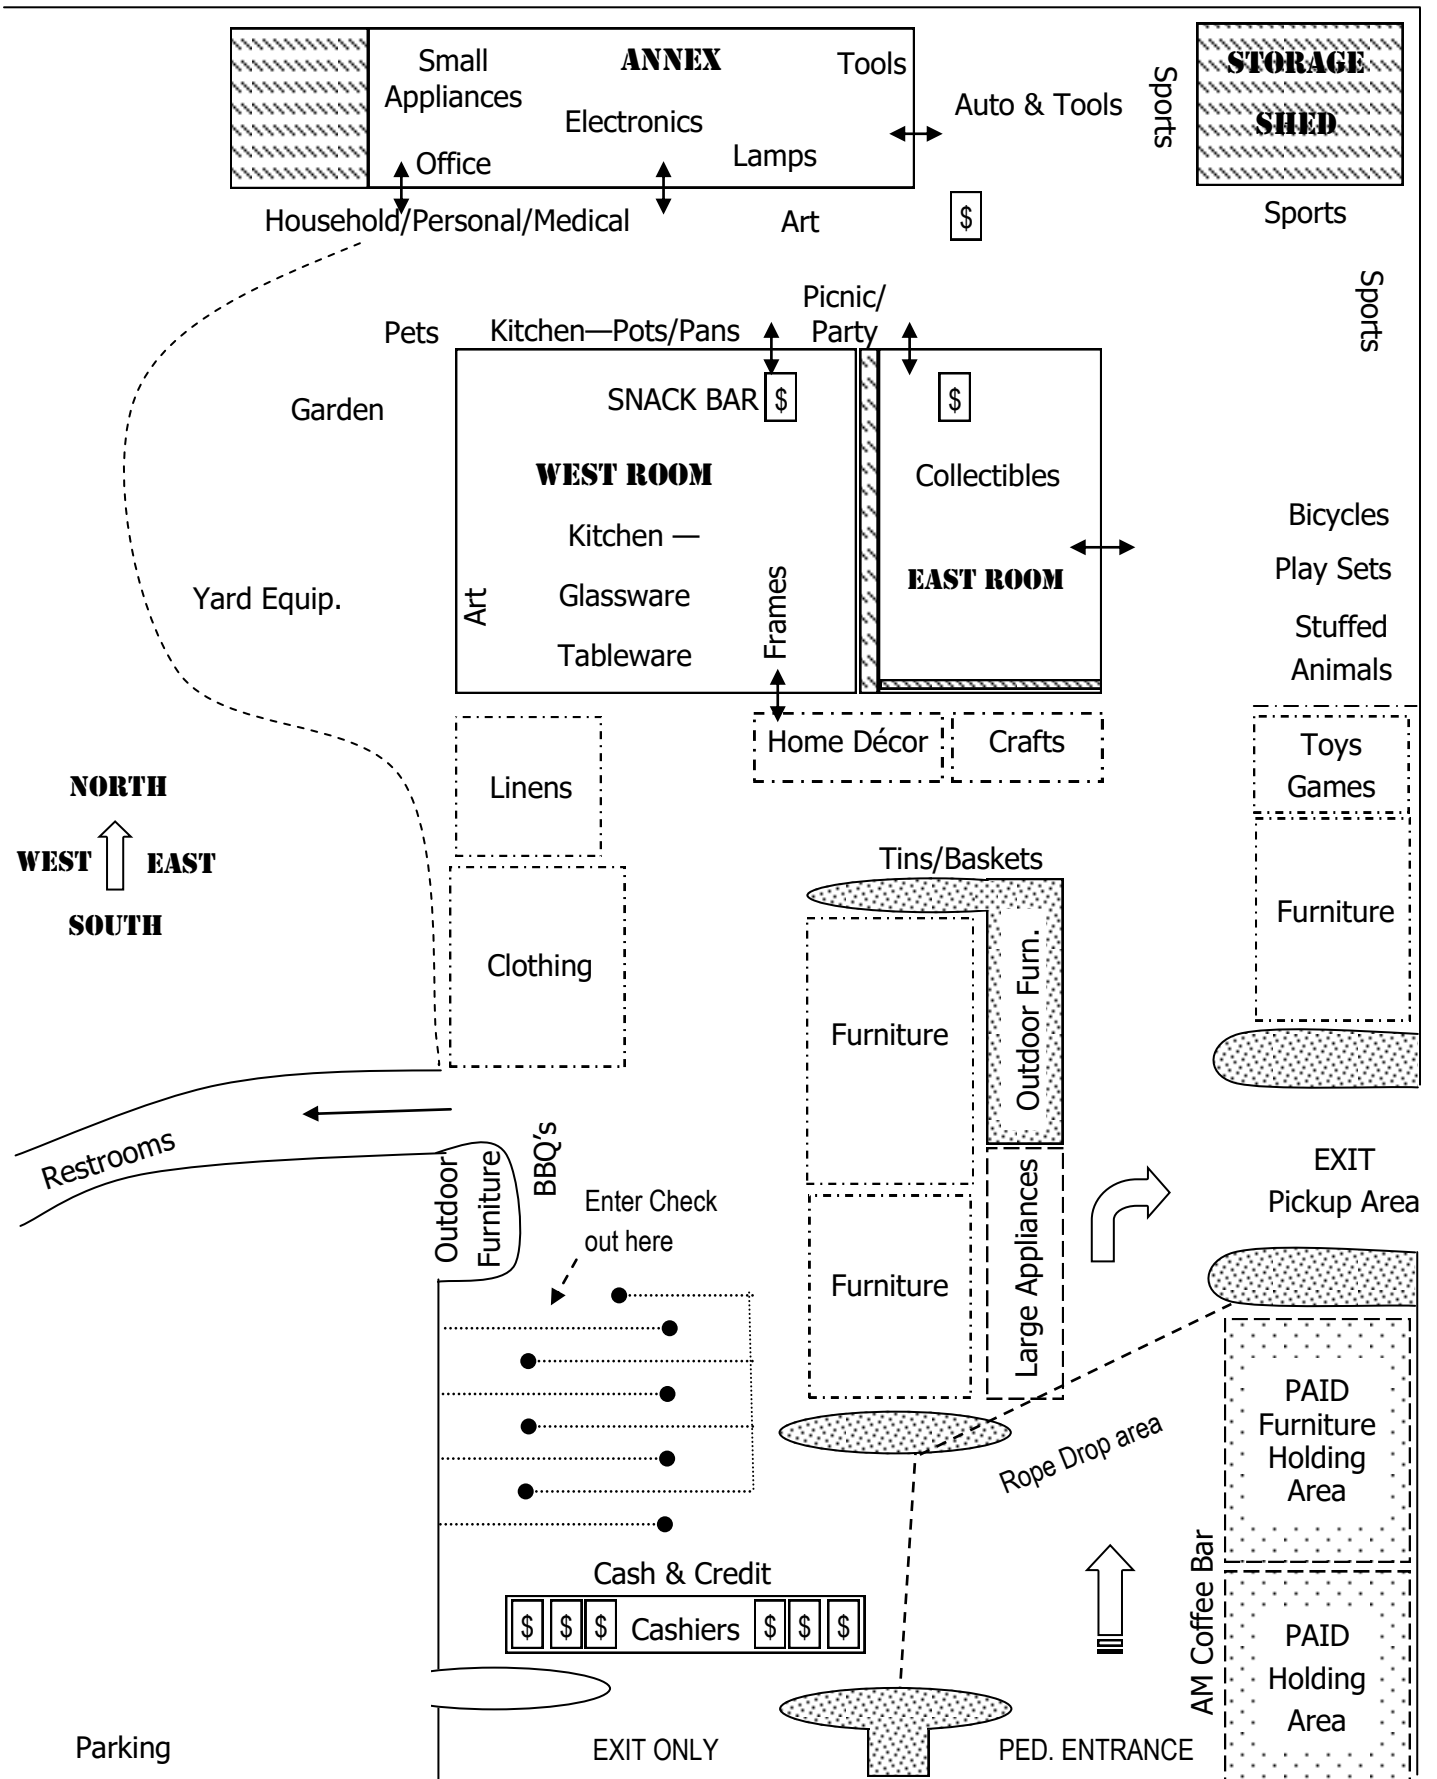 Small
Appliances
ANNEX
Tools
Electronics
Office
Lamps
Auto & Tools
Sports
STORAGE
SHED
Household/Personal/Medical
Art
$
Sports
Sports
Picnic/
Party
Pets
Kitchen—Pots/Pans
Garden
SNACK BAR
$
$
WEST ROOM
Collectibles
Kitchen —
Glassware
Tableware
Art
Frames
EAST ROOM
Yard Equip.
Bicycles
Play Sets
Stuffed
Animals
Home Décor
Crafts
Toys
Games
Linens
NORTH
WEST
EAST
SOUTH
Tins/Baskets
Furniture
Clothing
Furniture
Outdoor Furn.
Restrooms
Outdoor
Furniture
BBQ's
Enter Check
out here
Furniture
Large Appliances
EXIT
Pickup Area
PAID
Furniture
Holding
Area
Rope Drop area
Cash & Credit
$
$
$
Cashiers
$
$
$
AM Coffee Bar
PAID
Holding
Area
Parking
EXIT ONLY
PED. ENTRANCE